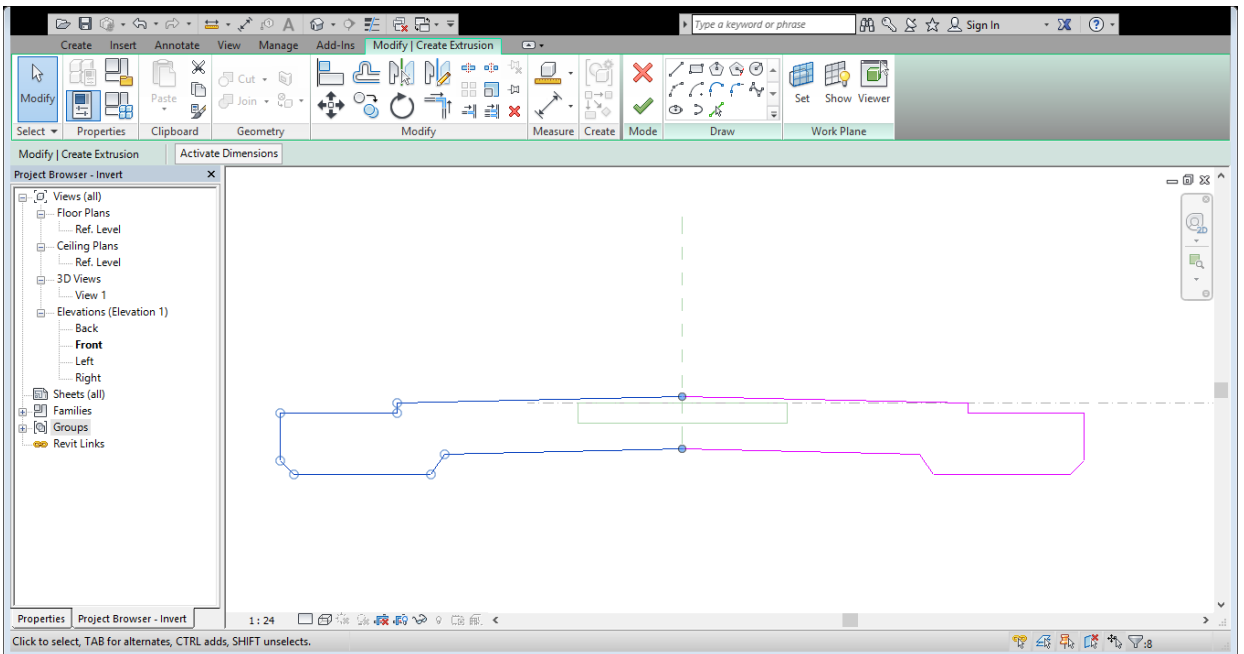 Type a keyword or phrase
Sign In
Create Insert Annotate View Manage Add-Ins Modify | Create Extrusion
Modify Paste Cut Join Set Show Viewer
Select Properties Clipboard Geometry Modify Measure Create Mode Draw Work Plane
Modify | Create Extrusion Activate Dimensions
Project Browser - Invert
Views (all)
Floor Plans
Ref. Level
Ceiling Plans
Ref. Level
3D Views
View 1
Elevations (Elevation 1)
Back
Front
Left
Right
Sheets (all)
Families
Groups
Revit Links
2D
Properties Project Browser - Invert 1 : 24
Click to select, TAB for alternates, CTRL adds, SHIFT unselects. :8